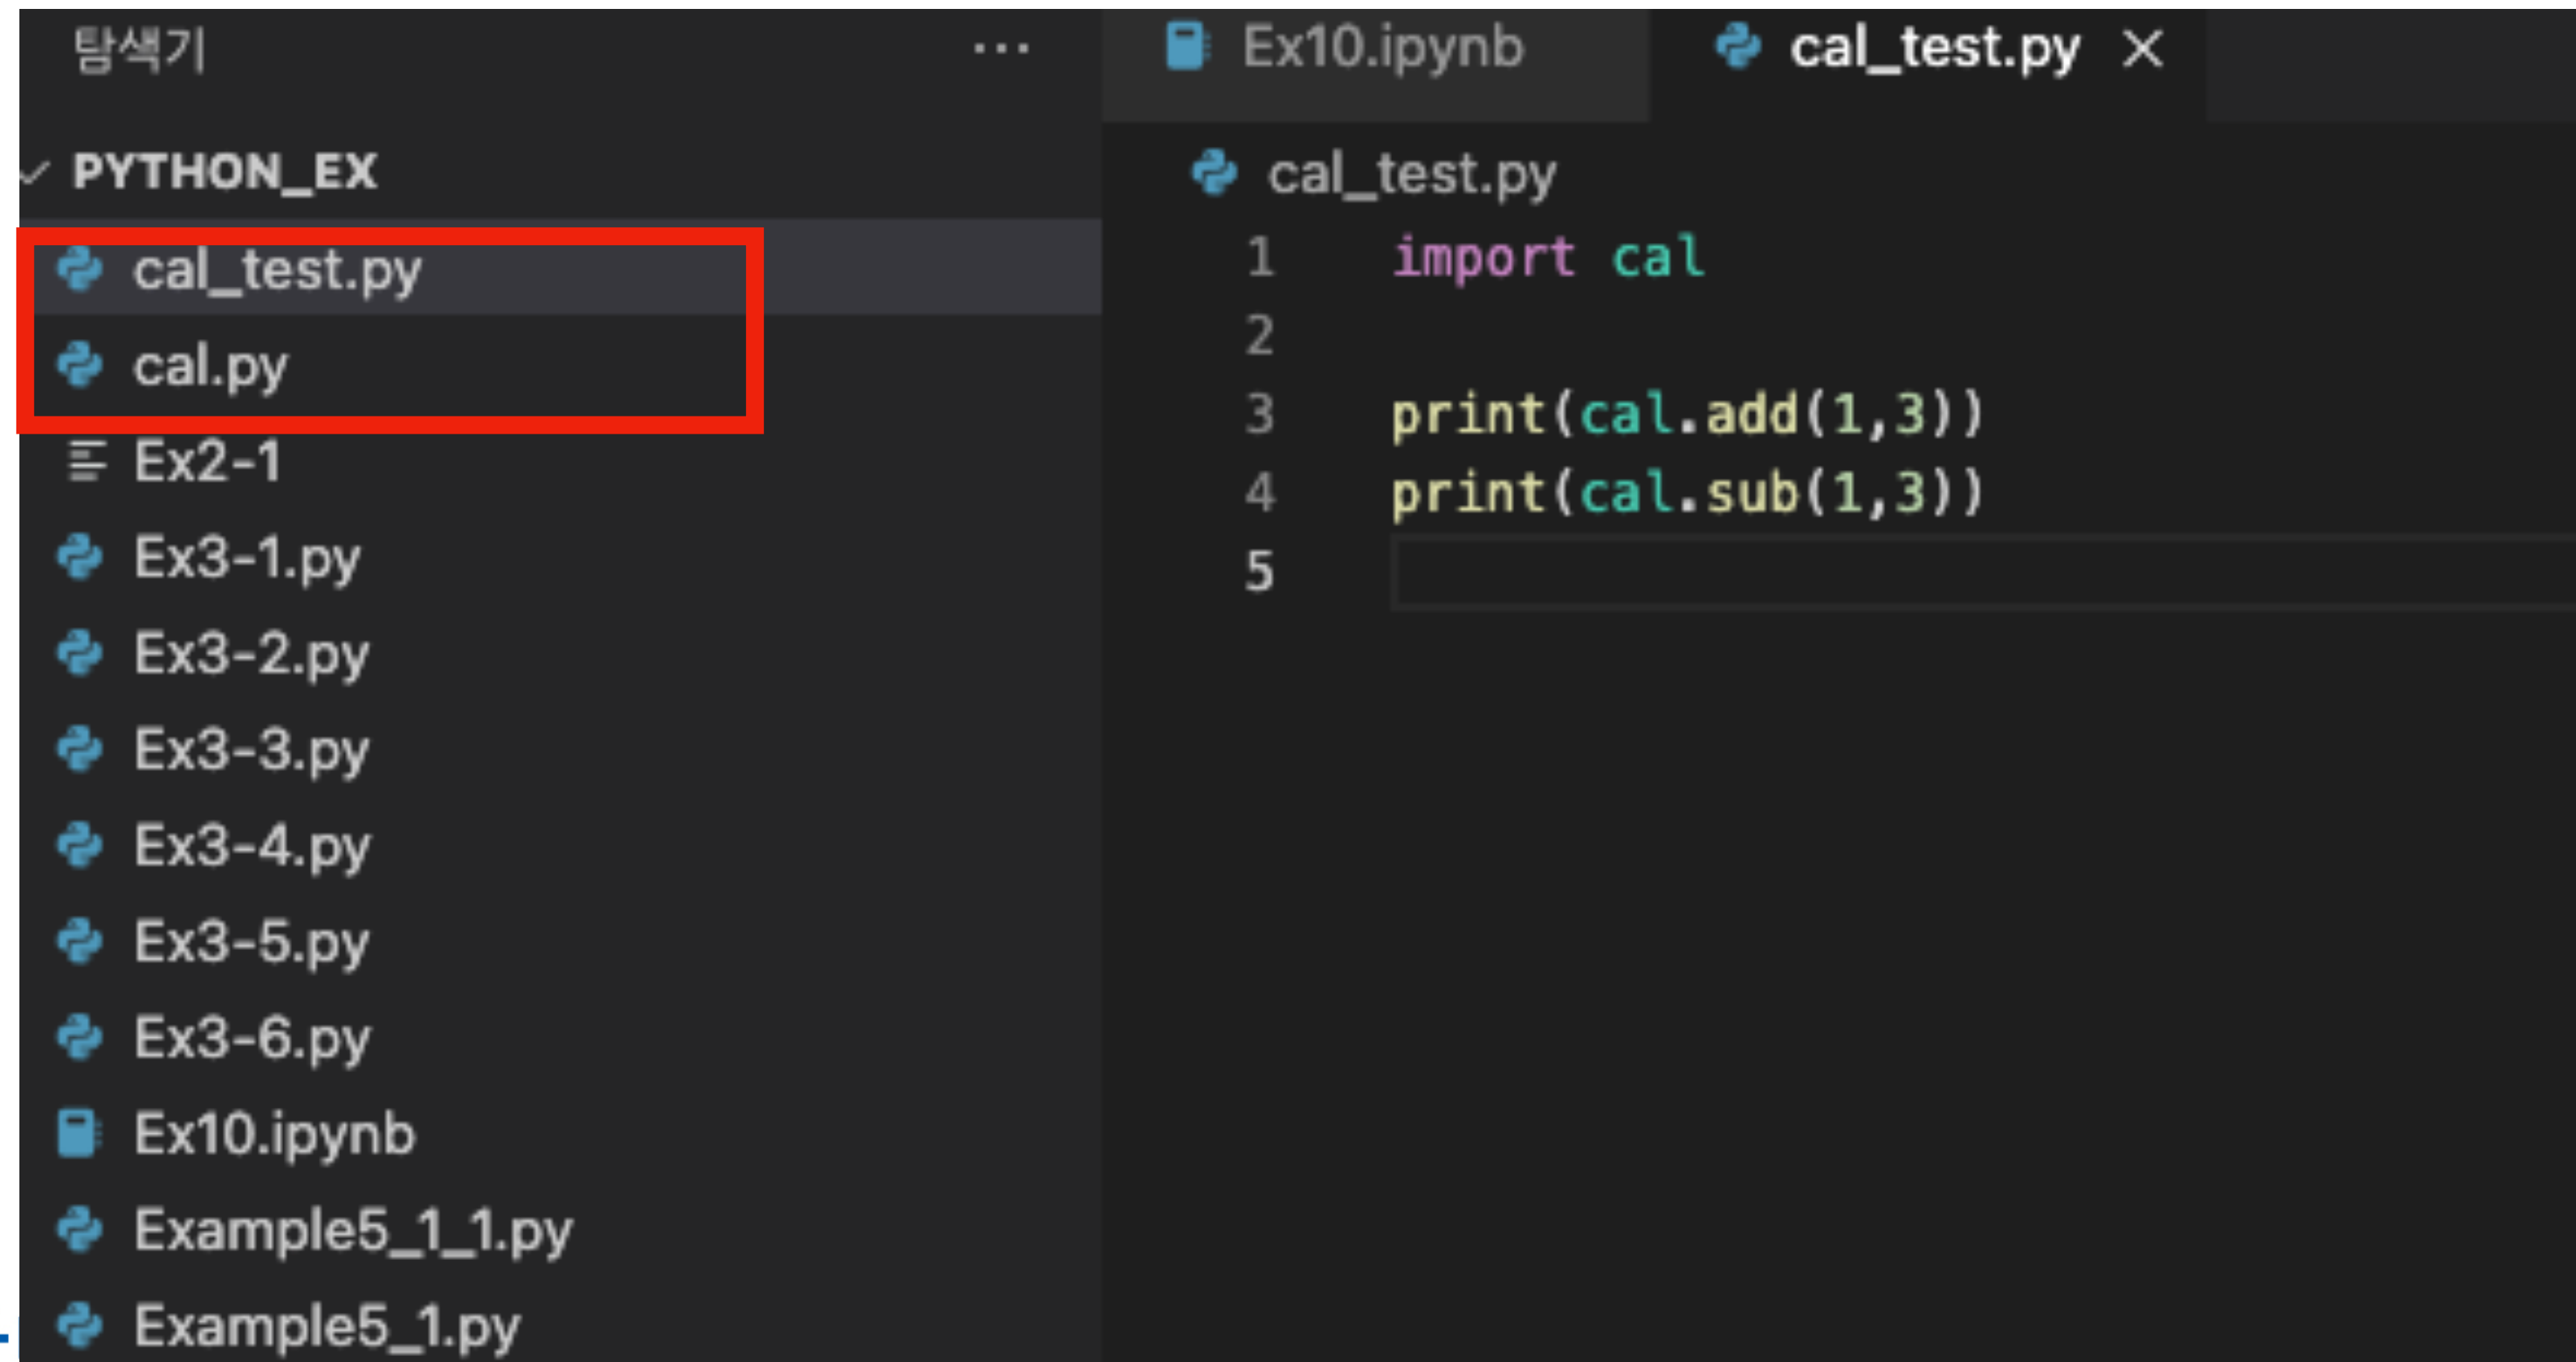 탐색기 ···
PYTHON_EX
cal_test.py
cal.py
Ex2-1
Ex3-1.py
Ex3-2.py
Ex3-3.py
Ex3-4.py
Ex3-5.py
Ex3-6.py
Ex10.ipynb
Example5_1_1.py
Example5_1.py
Ex10.ipynb cal_test.py ×
cal_test.py
1 import cal
2
3 print(cal.add(1,3))
4 print(cal.sub(1,3))
5